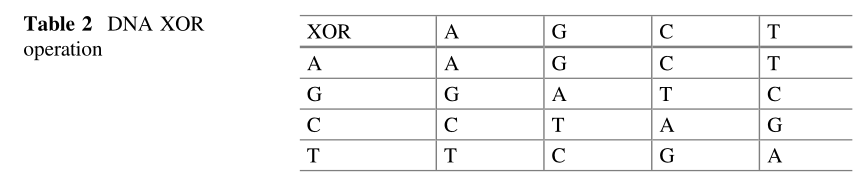 Table 2 DNA XOR
operation
XOR A G C T
A A G C T
G G A T C
C C T A G
T T C G A